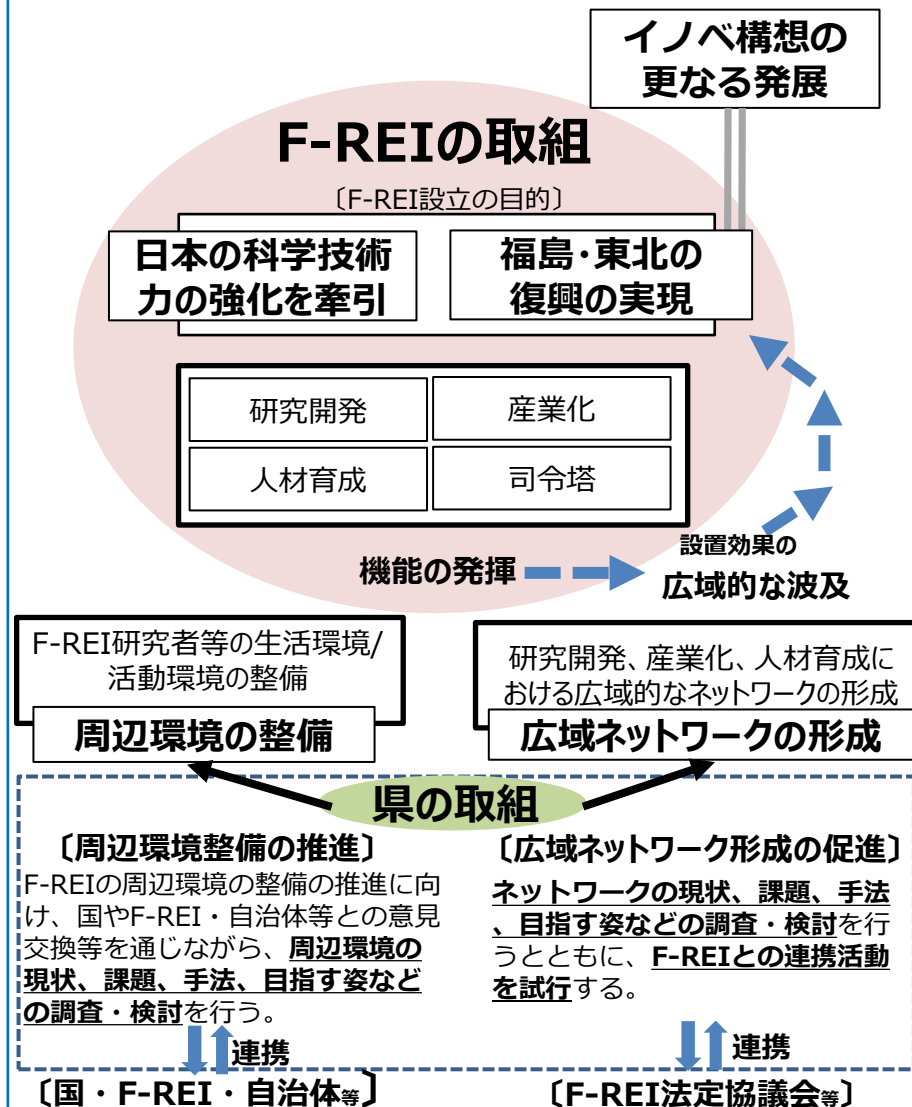 イノベ構想の
更なる発展
F-REIの取組
〔F-REI設立の目的〕
日本の科学技術
力の強化を牽引
福島・東北の
復興の実現
研究開発
産業化
人材育成
司令塔
機能の発揮
設置効果の
広域的な波及
F-REI研究者等の生活環境/
活動環境の整備
周辺環境の整備
研究開発、産業化、人材育成に
おける広域的なネットワークの形成
広域ネットワークの形成
県の取組
〔周辺環境整備の推進〕
F-REIの周辺環境の整備の推進に向
け、国やF-REI・自治体等との意見
交換等を通じながら、周辺環境の
現状、課題、手法、目指す姿など
の調査・検討を行う。
連携
〔国・F-REI・自治体等〕
〔広域ネットワーク形成の促進〕
ネットワークの現状、課題、手法
、目指す姿などの調査・検討を行
うとともに、F-REIとの連携活動
を試行する。
連携
〔F-REI法定協議会等〕